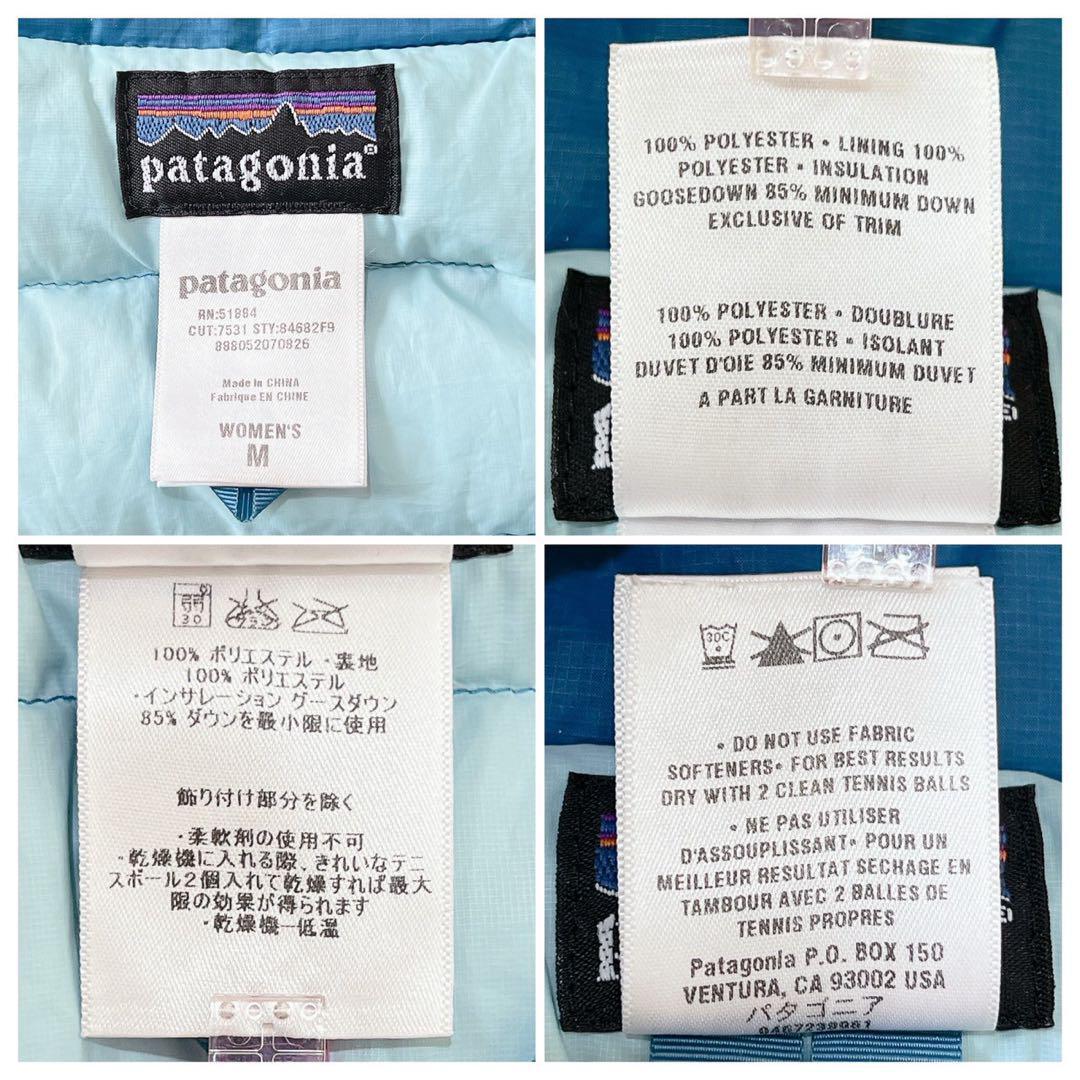 patagonia®
patagonia
RN:51884
CUT:7531 STY:84682F9
898052070826
Made in CHINA
Fabrique EN CHINE
WOMEN'S
M
100% POLYESTER • LINING 100%
POLYESTER • INSULATION
GOOSEDOWN 85% MINIMUM DOWN
EXCLUSIVE OF TRIM
100% POLYESTER • DOUBLURE
100% POLYESTER • ISOLANT
DUVET D'OIE 85% MINIMUM DUVET
A PART LA GARNITURE
弱
30
100% ポリエステル ・裏地
100% ポリエステル
・インサレーション グースダウン
85% ダウンを最小限に使用
飾り付け部分を除く
・柔軟剤の使用不可
・乾燥機に入れる際、きれいなテニ
スボール2個入れて乾燥すれば最大
限の効果が得られます
・乾燥機ー低温
30C
• DO NOT USE FABRIC
SOFTENERS• FOR BEST RESULTS
DRY WITH 2 CLEAN TENNIS BALLS
• NE PAS UTILISER
D'ASSOUPLISSANT• POUR UN
MEILLEUR RESULTAT SECHAGE EN
TAMBOUR AVEC 2 BALLES DE
TENNIS PROPRES
Patagonia P.O. BOX 150
VENTURA, CA 93002 USA
パタゴニア